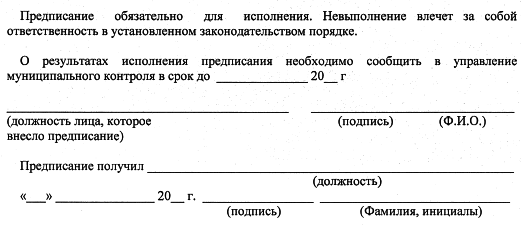 Предписание обязательно для исполнения. Невыполнение влечет за собой
ответственность в установленном законодательством порядке.
О результатах исполнения предписания необходимо сообщить в управление
муниципального контроля в срок до ______________ 20__ г
(должность лица, которое (подпись) (Ф.И.О.)
внесло предписание)
Предписание получил ______________
(должность)
«___» ______________ 20__ г. ______________ ______________
(подпись) (Фамилия, инициалы)